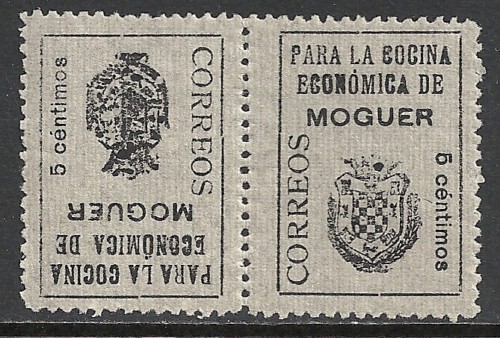 5 céntimos
CORREOS
MOGUER
ECONÓMICA DE
PARA LA COCINA
PARA LA COCINA
ECONÓMICA DE
MOGUER
CORREOS
5 céntimos